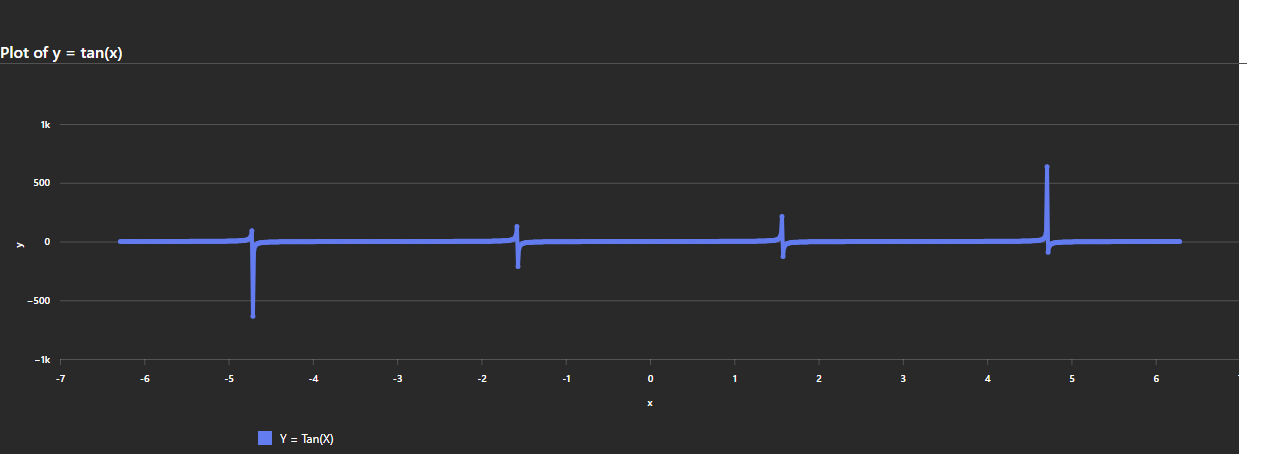 Plot of y = tan(x)
1k
500
0
−500
−1k
y
-7 -6 -5 -4 -3 -2 -1 0 1 2 3 4 5 6
x
Y = Tan(X)